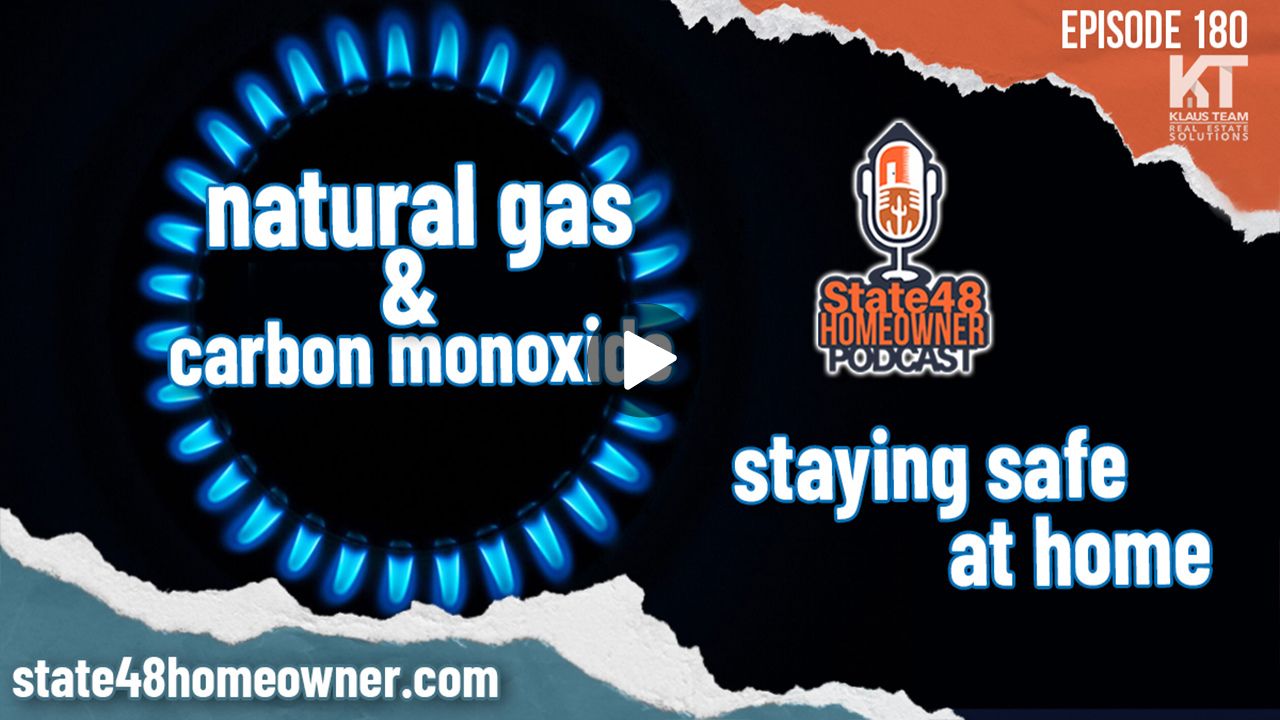 EPISODE 180
KT
KLAUS TEAM
REAL ESTATE
SOLUTIONS
natural gas
&
carbon monoxide
State48
HOMEOWNER
PODCAST
staying safe
at home
state48homeowner.com